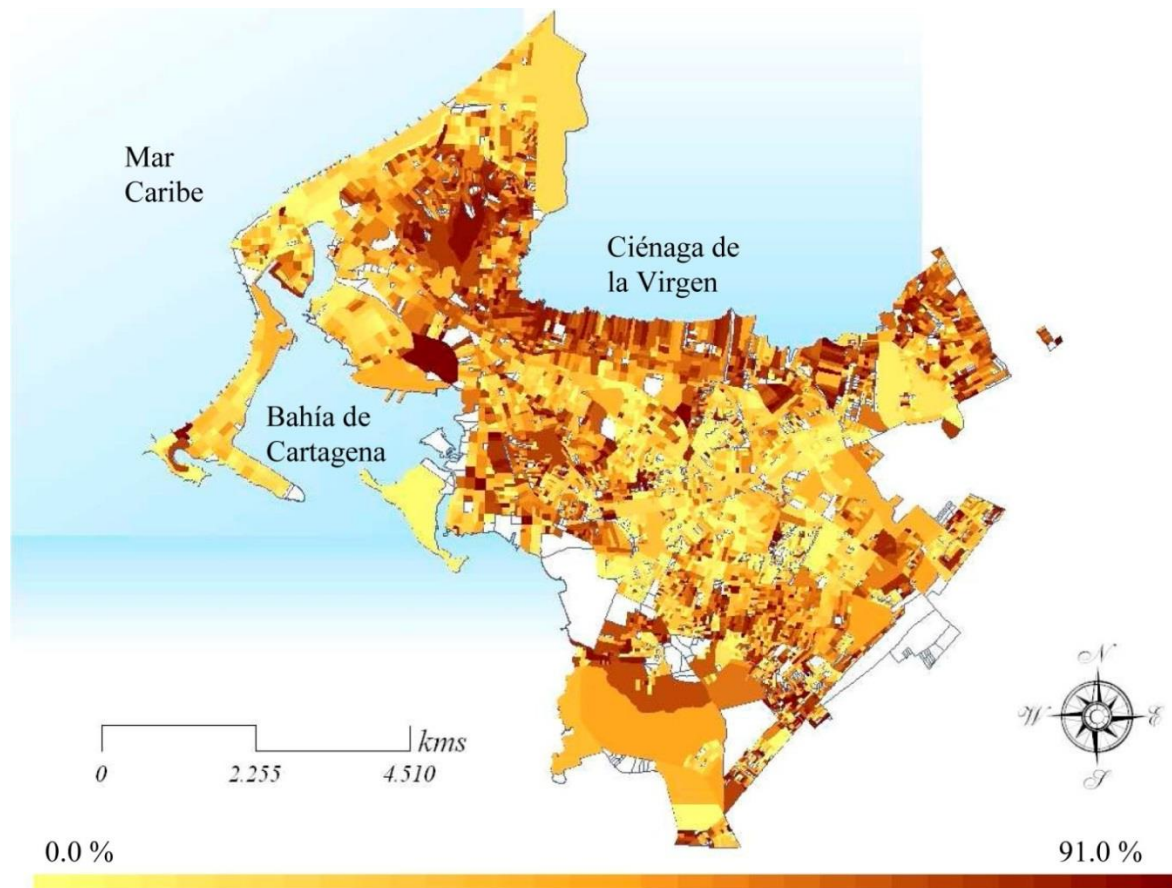 Mar
Caribe
Ciénaga de
la Virgen
Bahía de
Cartagena
N
W
E
S
kms
0
2.255
4.510
0.0 %
91.0 %